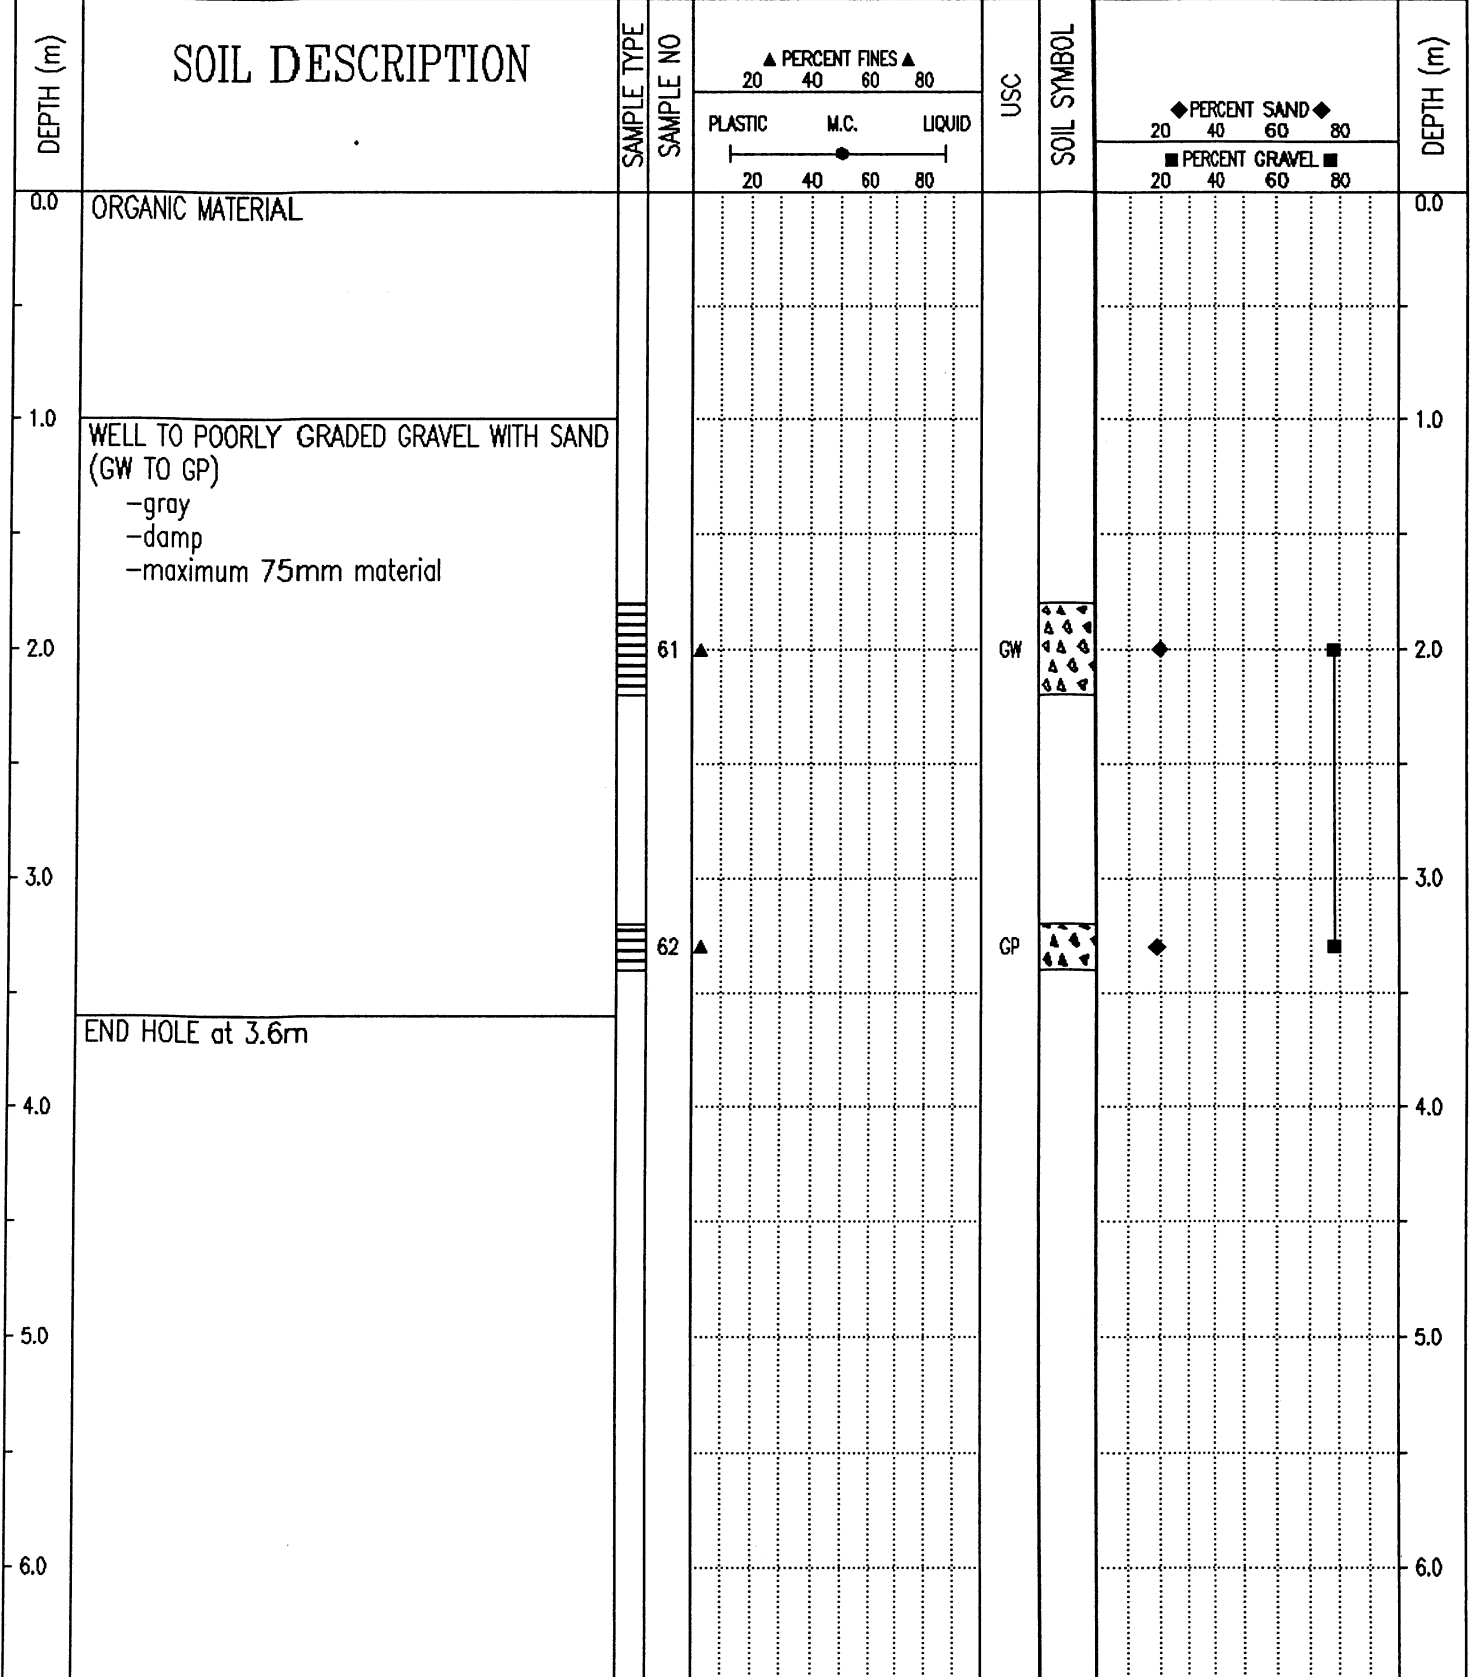 DEPTH (m)
SOIL DESCRIPTION
SAMPLE TYPE
SAMPLE NO
▲ PERCENT FINES ▲
20 40 60 80
PLASTIC M.C. LIQUID
20 40 60 80
USC
SOIL SYMBOL
◆PERCENT SAND◆
20 40 60 80
■ PERCENT GRAVEL ■
20 40 60 80
DEPTH (m)
0.0 ORGANIC MATERIAL 0.0
1.0 1.0
WELL TO POORLY GRADED GRAVEL WITH SAND
(GW TO GP)
-gray
-damp
-maximum 75mm material
2.0 61 GW 2.0
3.0 3.0
62 GP
END HOLE at 3.6m
4.0 4.0
5.0 5.0
6.0 6.0